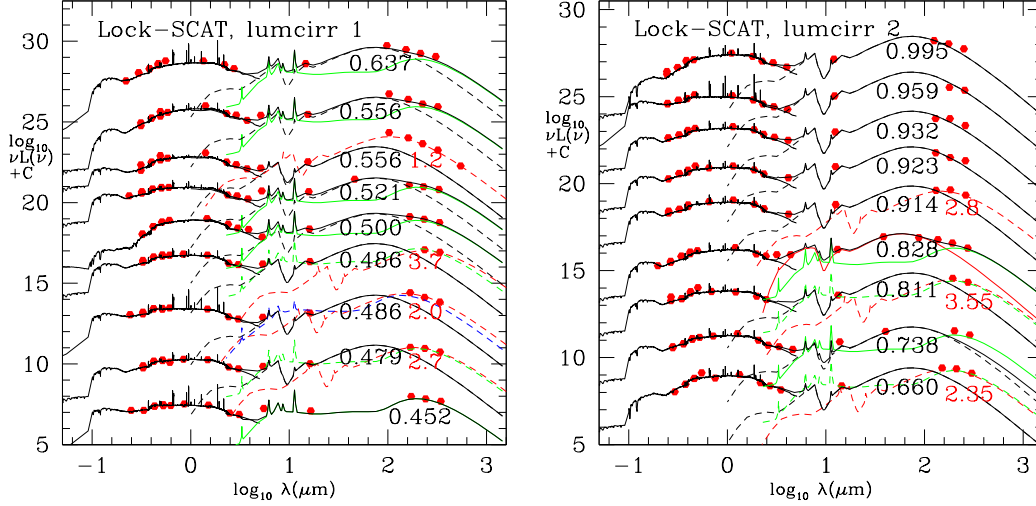 Lock-SCAT, lumcirr 1
30
25
20
15
10
5
log₁₀
νL(ν)
+C
0.637
0.556
0.556 1.2
0.521
0.500
0.486 3.7
0.486 2.0
0.479 2.7
0.452
−1 0 1 2 3
log₁₀ λ(μm)
Lock-SCAT, lumcirr 2
30
25
20
15
10
5
log₁₀
νL(ν)
+C
0.995
0.959
0.932
0.923
0.914 2.8
0.828
0.811 3.55
0.738
0.660 2.35
−1 0 1 2 3
log₁₀ λ(μm)